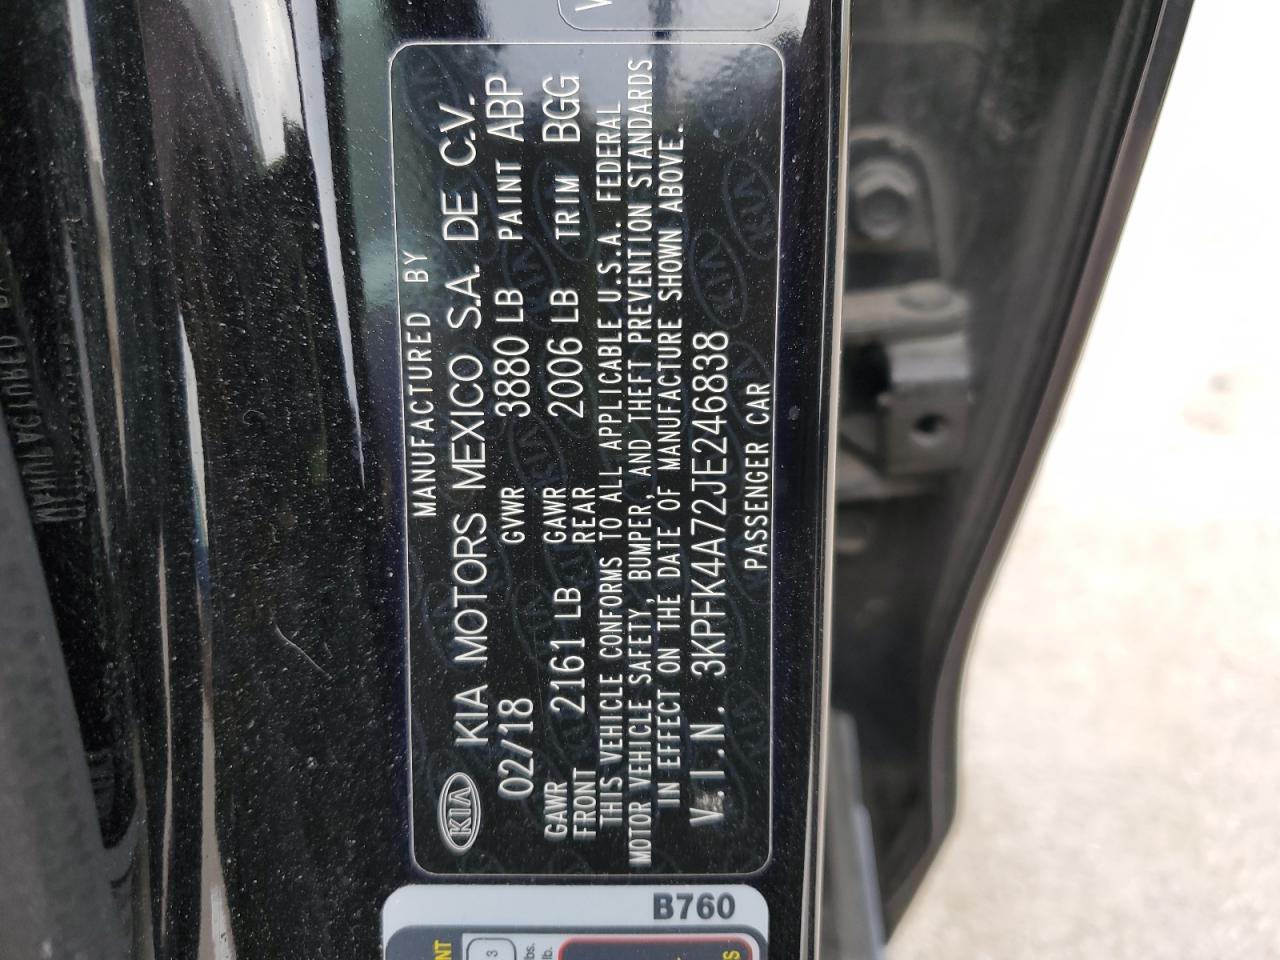 MANUFACTURED BY
KIA KIA MOTORS MEXICO S.A. DE C.V.
02/18 GVWR 3880 LB PAINT ABP
GAWR FRONT 2161 LB GAWR REAR 2006 LB TRIM BGG
THIS VEHICLE CONFORMS TO ALL APPLICABLE U.S.A. FEDERAL
MOTOR VEHICLE SAFETY, BUMPER, AND THEFT PREVENTION STANDARDS
IN EFFECT ON THE DATE OF MANUFACTURE SHOWN ABOVE.
V.I.N. 3KPFK4A72JE246838
PASSENGER CAR
B760